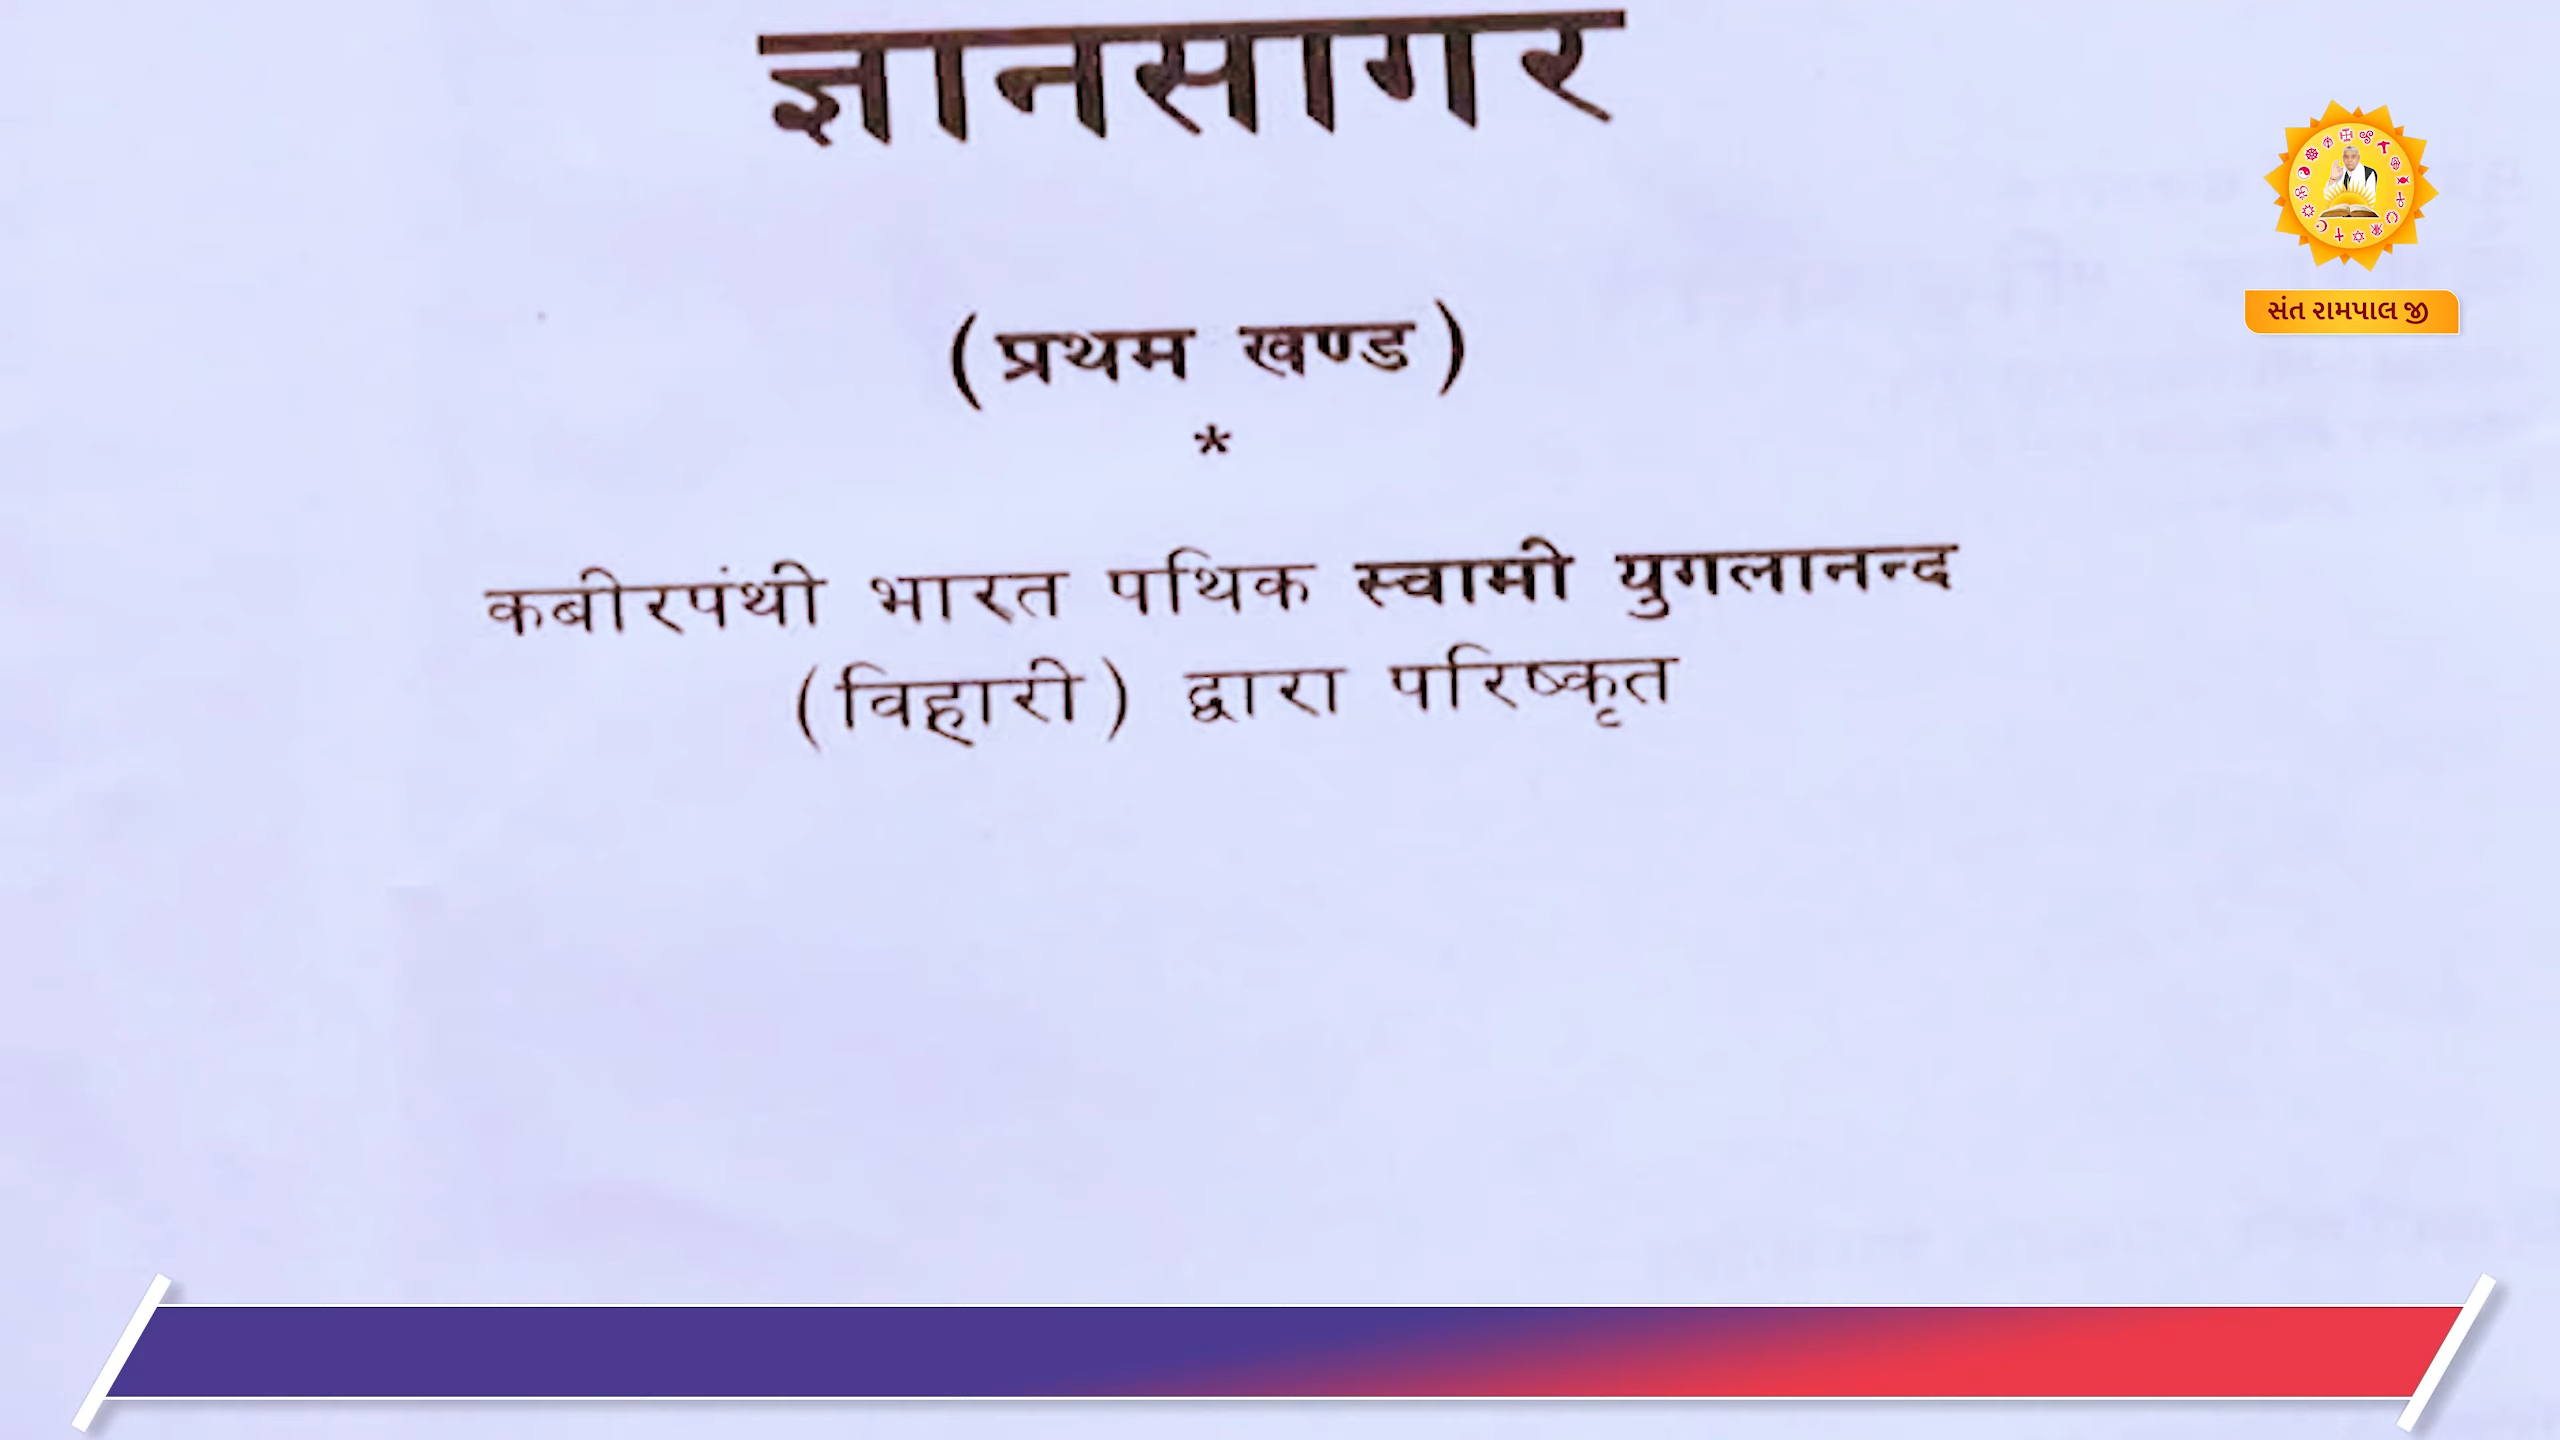 ज्ञानसागर
(प्रथम खण्ड)
*
સંત રામપાલ જી
कबीरपंथी भारत पथिक स्वामी युगलानन्द
(विहारी) द्वारा परिष्कृत